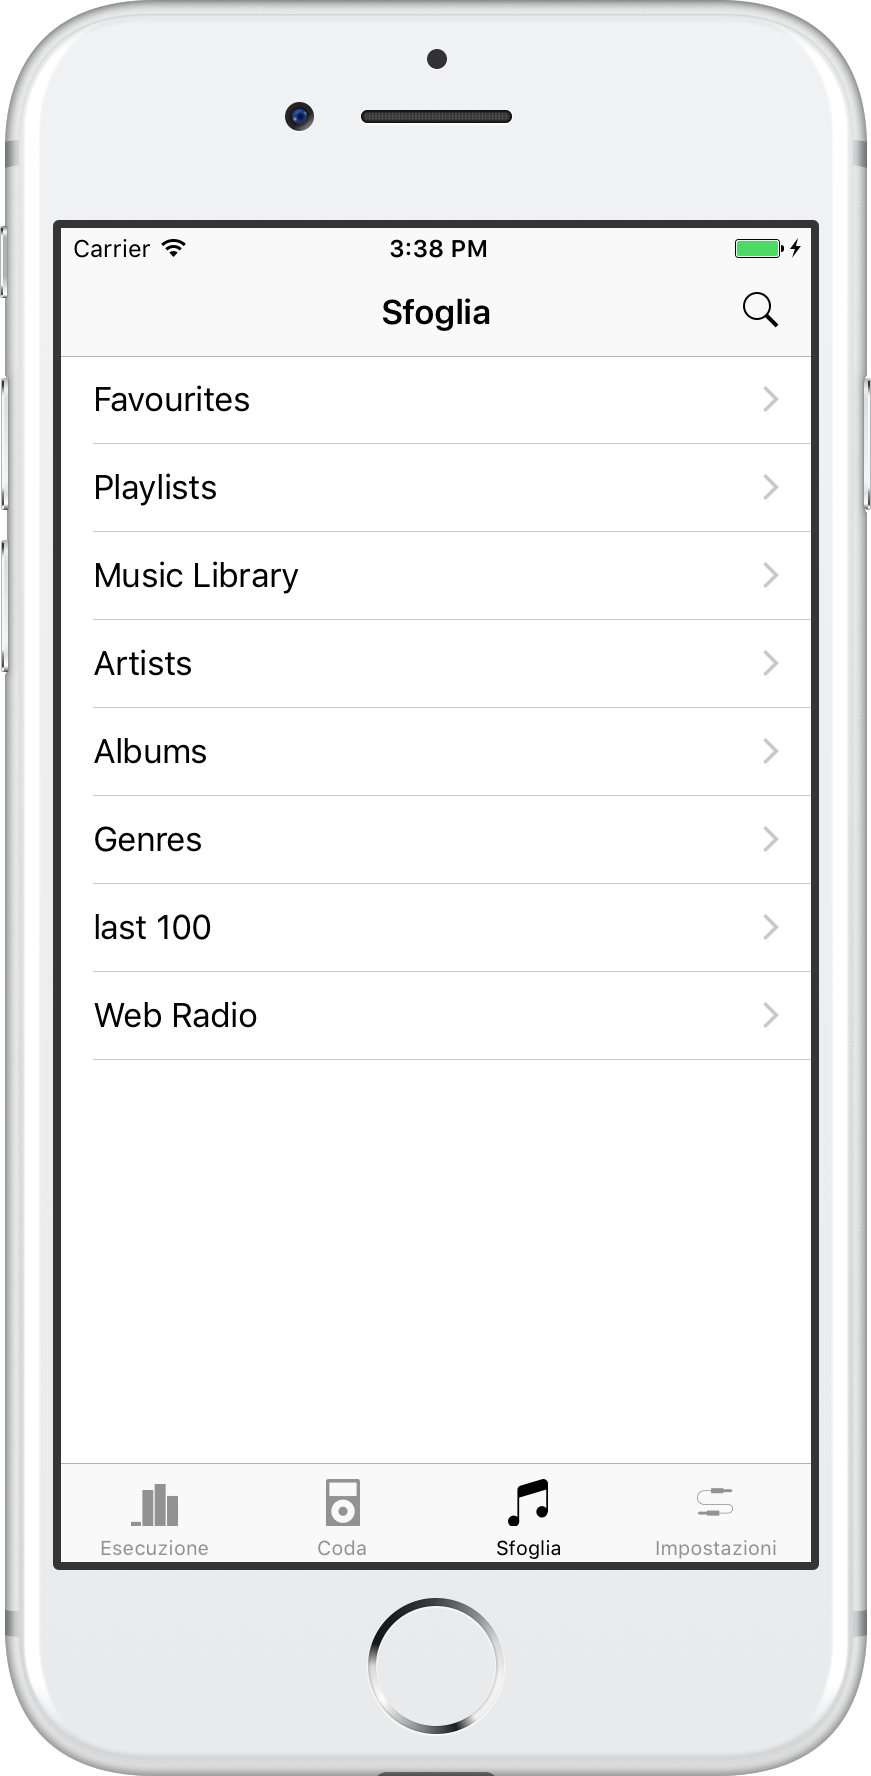 Carrier 3:38 PM
Sfoglia
Favourites
Playlists
Music Library
Artists
Albums
Genres
last 100
Web Radio
Esecuzione Coda Sfoglia Impostazioni